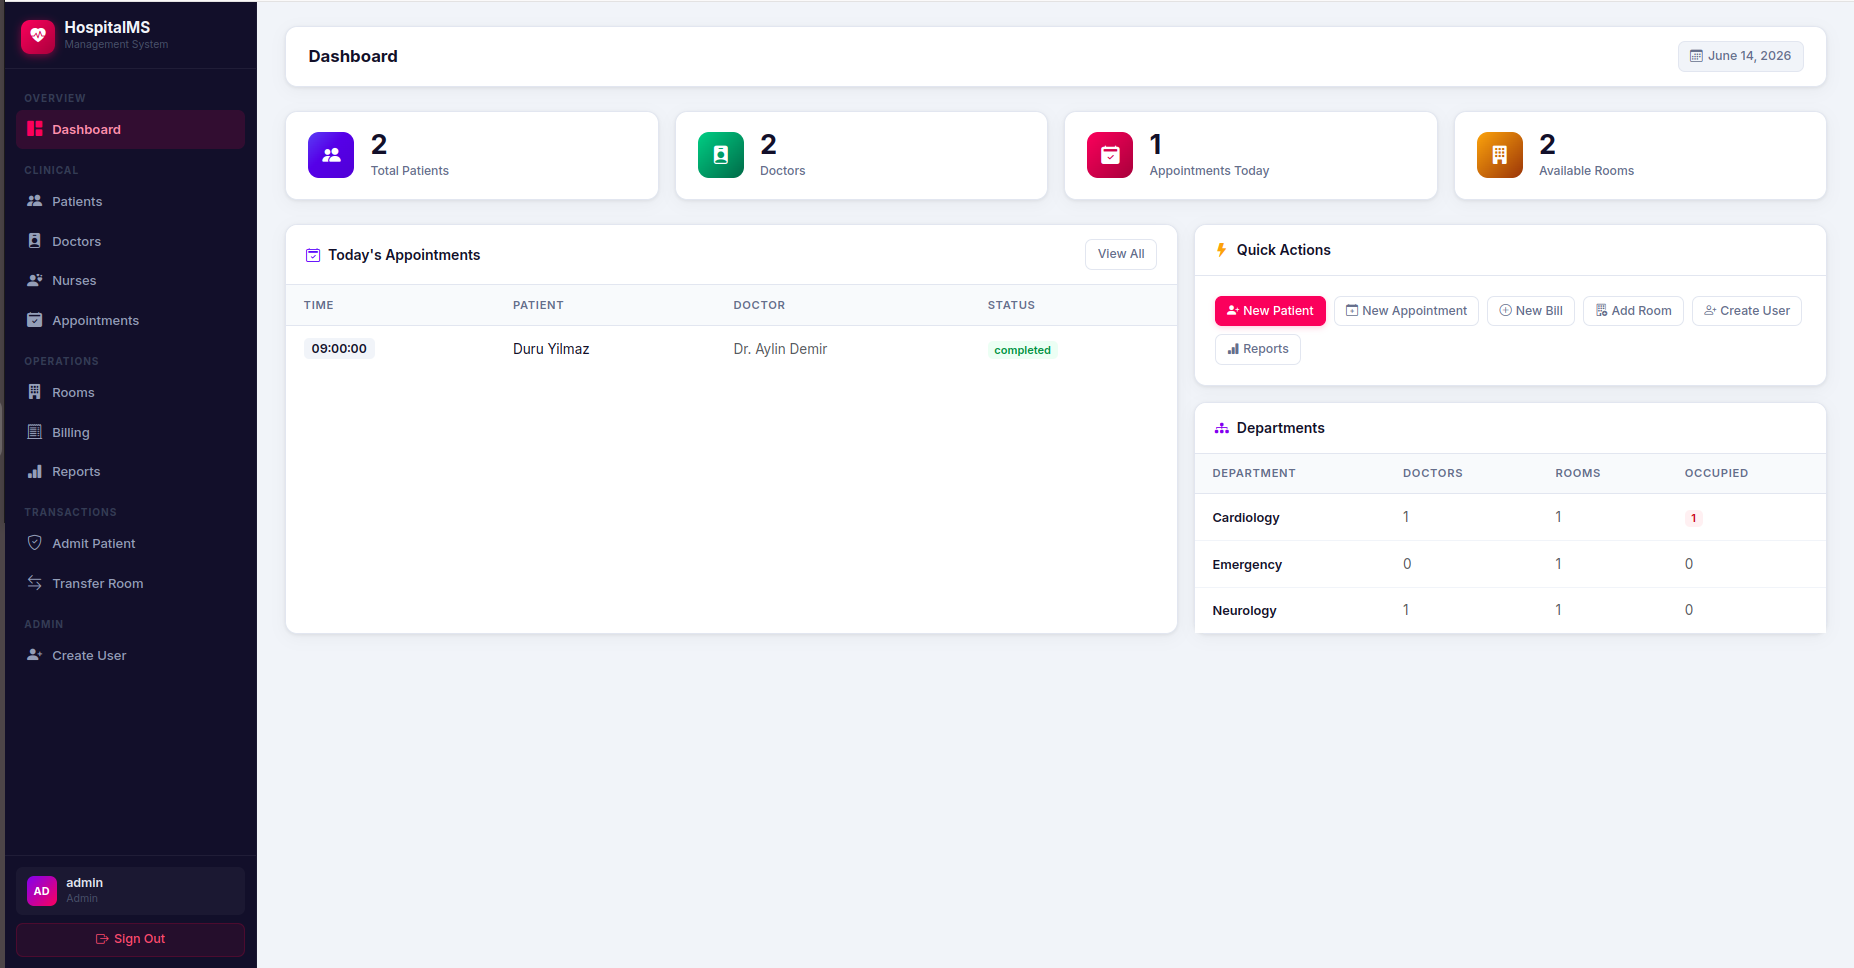 HospitalMS
Management System
OVERVIEW
Dashboard
CLINICAL
Patients
Doctors
Nurses
Appointments
OPERATIONS
Rooms
Billing
Reports
TRANSACTIONS
Admit Patient
Transfer Room
ADMIN
Create User
AD
admin
Admin
Sign Out
Dashboard
June 14, 2026
2
Total Patients
2
Doctors
1
Appointments Today
2
Available Rooms
Today's Appointments
View All
TIME PATIENT DOCTOR STATUS
09:00:00 Duru Yilmaz Dr. Aylin Demir completed
Quick Actions
New Patient New Appointment New Bill Add Room Create User
Reports
Departments
DEPARTMENT DOCTORS ROOMS OCCUPIED
Cardiology 1 1 1
Emergency 0 1 0
Neurology 1 1 0